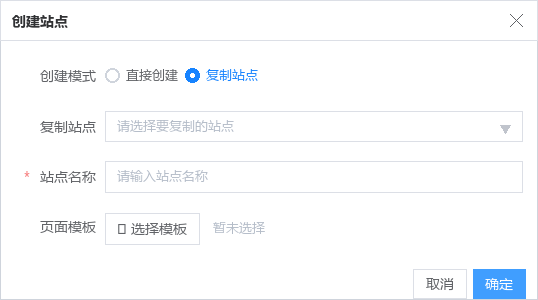 创建站点
创建模式 直接创建 复制站点
复制站点 请选择要复制的站点
* 站点名称 请输入站点名称
页面模板 选择模板 暂未选择
取消 确定